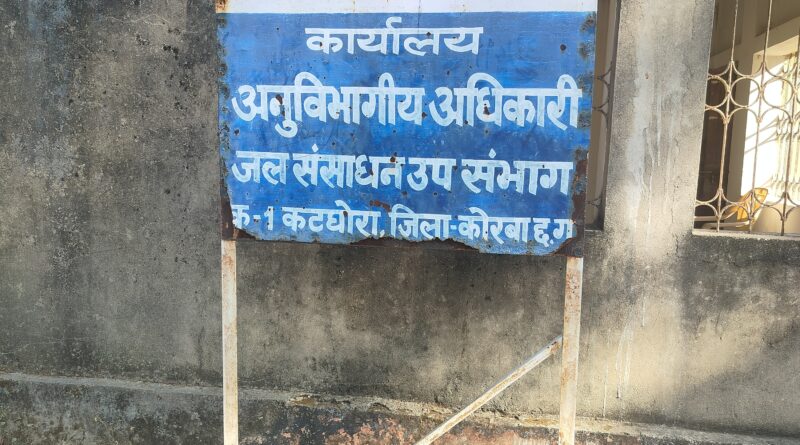 कार्यालय
अनुविभागीय अधिकारी
जल संसाधन उप संभाग
क्र-1 कटघोरा, जिला-कोरबा छ.ग